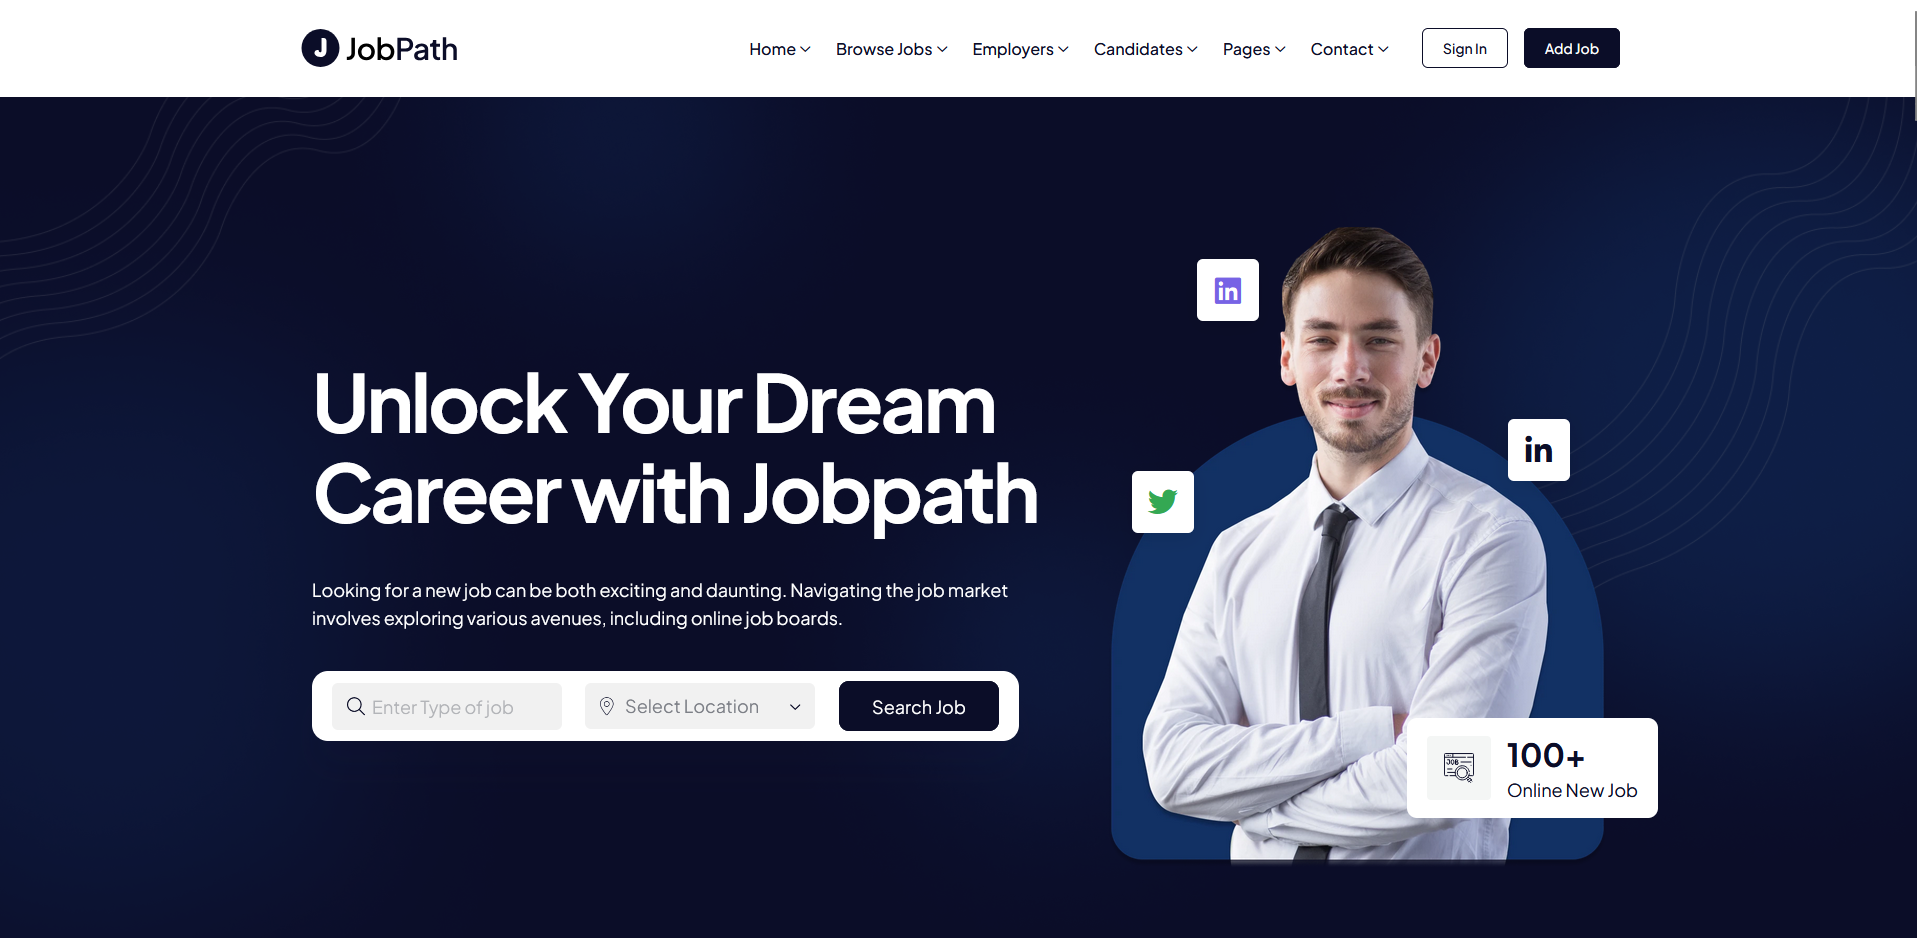 JobPath
Home
Browse Jobs
Employers
Candidates
Pages
Contact
Sign In
Add Job
Unlock Your Dream
Career with Jobpath
Looking for a new job can be both exciting and daunting. Navigating the job market
involves exploring various avenues, including online job boards.
Enter Type of job
Select Location
Search Job
in
in
JOB
100+
Online New Job